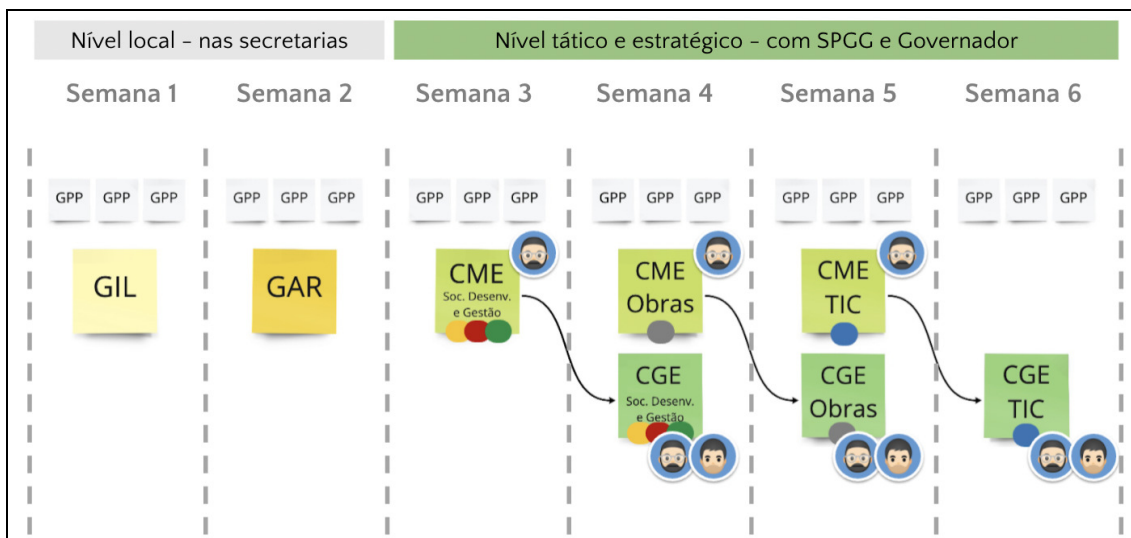 Nível local - nas secretarias
Nível tático e estratégico - com SPGG e Governador
Semana 1
Semana 2
Semana 3
Semana 4
Semana 5
Semana 6
GPP GPP GPP
GPP GPP GPP
GPP GPP GPP
GPP GPP GPP
GPP GPP GPP
GPP GPP GPP
GIL
GAR
CME
Soc. Desenv.
e Gestão
CME
Obras
CME
TIC
CGE
Soc. Desenv.
e Gestão
CGE
Obras
CGE
TIC